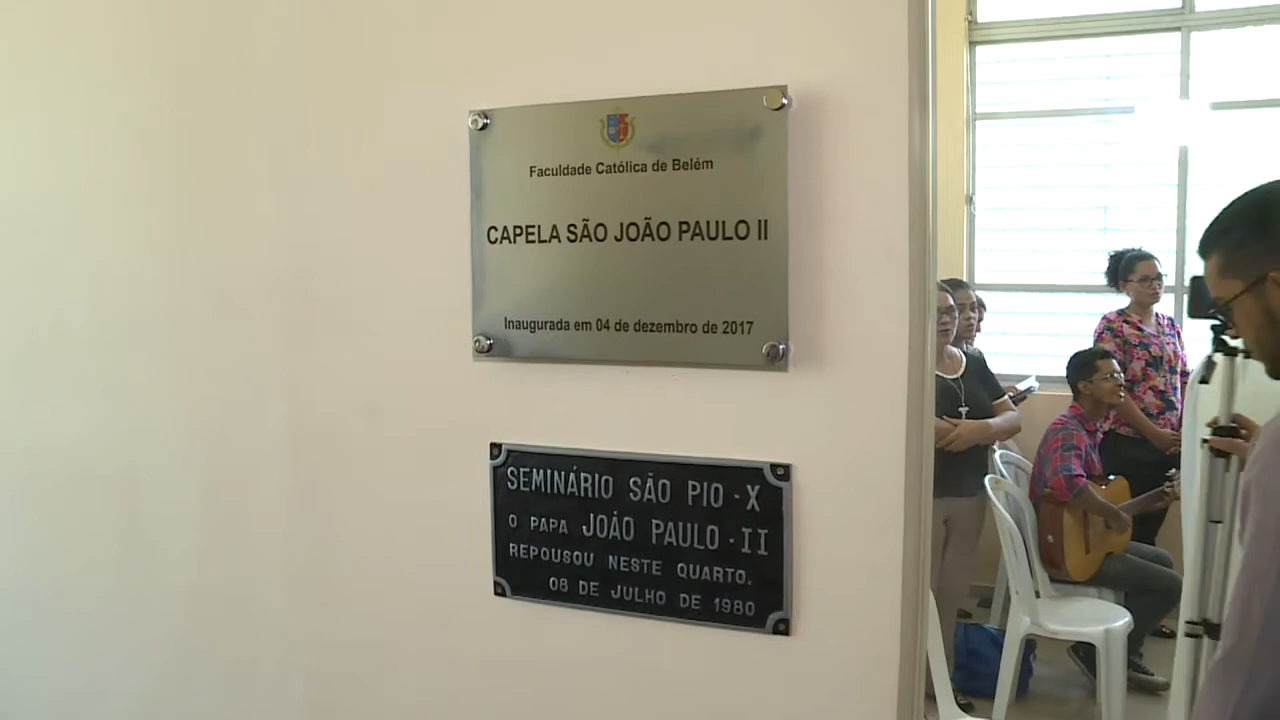 Faculdade Católica de Belém
CAPELA SÃO JOÃO PAULO II
Inaugurada em 04 de dezembro de 2017
SEMINÁRIO SÃO PIO - X
O PAPA JOÃO PAULO - II
REPOUSOU NESTE QUARTO.
08 DE JULHO DE 1980